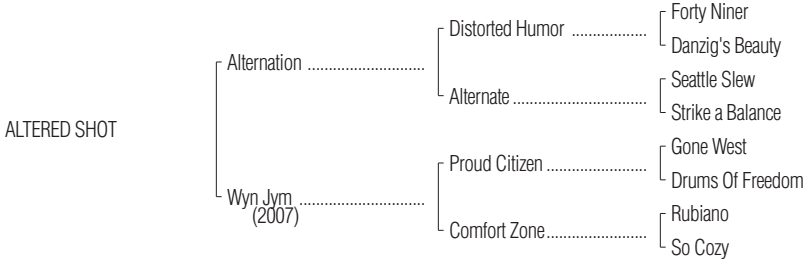 Forty Niner
Distorted Humor ....................
Danzig's Beauty
Alternation ..............................
Seattle Slew
Alternate ..................................
Strike a Balance
ALTERED SHOT
Gone West
Proud Citizen ..........................
Drums Of Freedom
Wyn Jym ................................
(2007)
Rubiano
Comfort Zone..........................
So Cozy